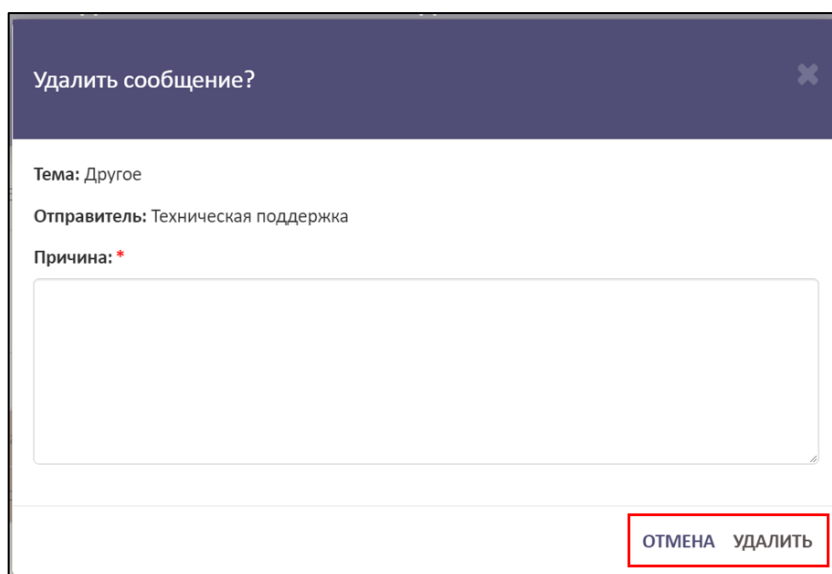 Удалить сообщение?
Тема: Другое
Отправитель: Техническая поддержка
Причина: *
ОТМЕНА УДАЛИТЬ